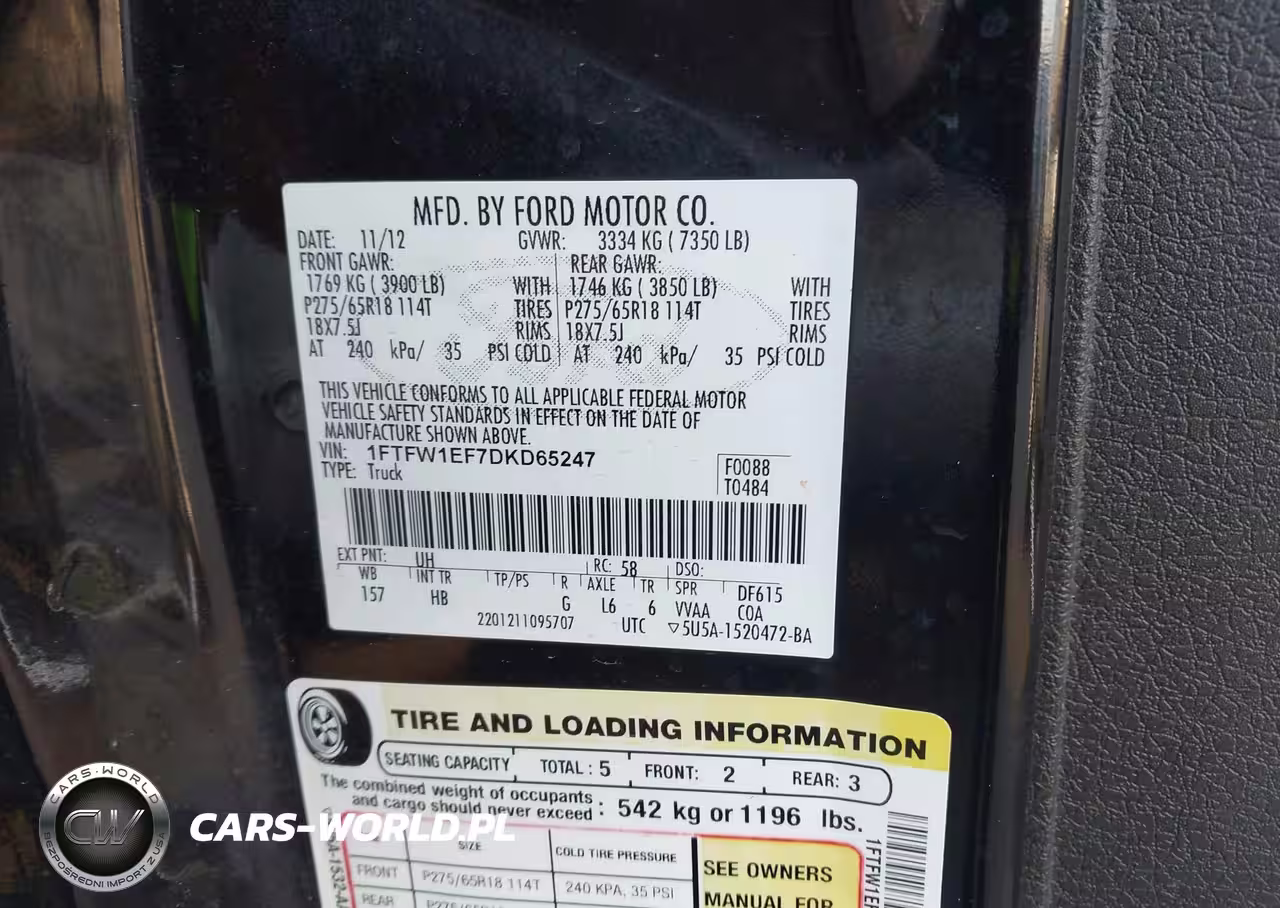 MFD. BY FORD MOTOR CO.
DATE: 11/12 GVWR: 3334 KG ( 7350 LB)
FRONT GAWR: REAR GAWR:
1769 KG ( 3900 LB) WITH 1746 KG ( 3850 LB) WITH
P275/65R18 114T TIRES P275/65R18 114T TIRES
18X7.5J RIMS 18X7.5J RIMS
AT 240 kPa/ 35 PSI COLD AT 240 kPa/ 35 PSI COLD
THIS VEHICLE CONFORMS TO ALL APPLICABLE FEDERAL MOTOR
VEHICLE SAFETY STANDARDS IN EFFECT ON THE DATE OF
MANUFACTURE SHOWN ABOVE.
VIN: 1FTFW1EF7DKD65247
TYPE: Truck
F0088
T0484
EXT PNT: UH RC: 58 DSO:
WB INT TR TP/PS R AXLE TR SPR DF615
157 HB G L6 6 VVAA COA
2201211095707 UTC ▽5U5A-1520472-BA
TIRE AND LOADING INFORMATION
SEATING CAPACITY TOTAL : 5 FRONT: 2 REAR: 3
The combined weight of occupants
and cargo should never exceed : 542 kg or 1196 lbs.
SIZE COLD TIRE PRESSURE
FRONT P275/65R18 114T 240 KPA, 35 PSI
REAR
SEE OWNERS
MANUAL FOR
CARS-WORLD
CW
BEZPOŚREDNI IMPORT Z USA
CARS-WORLD.PL